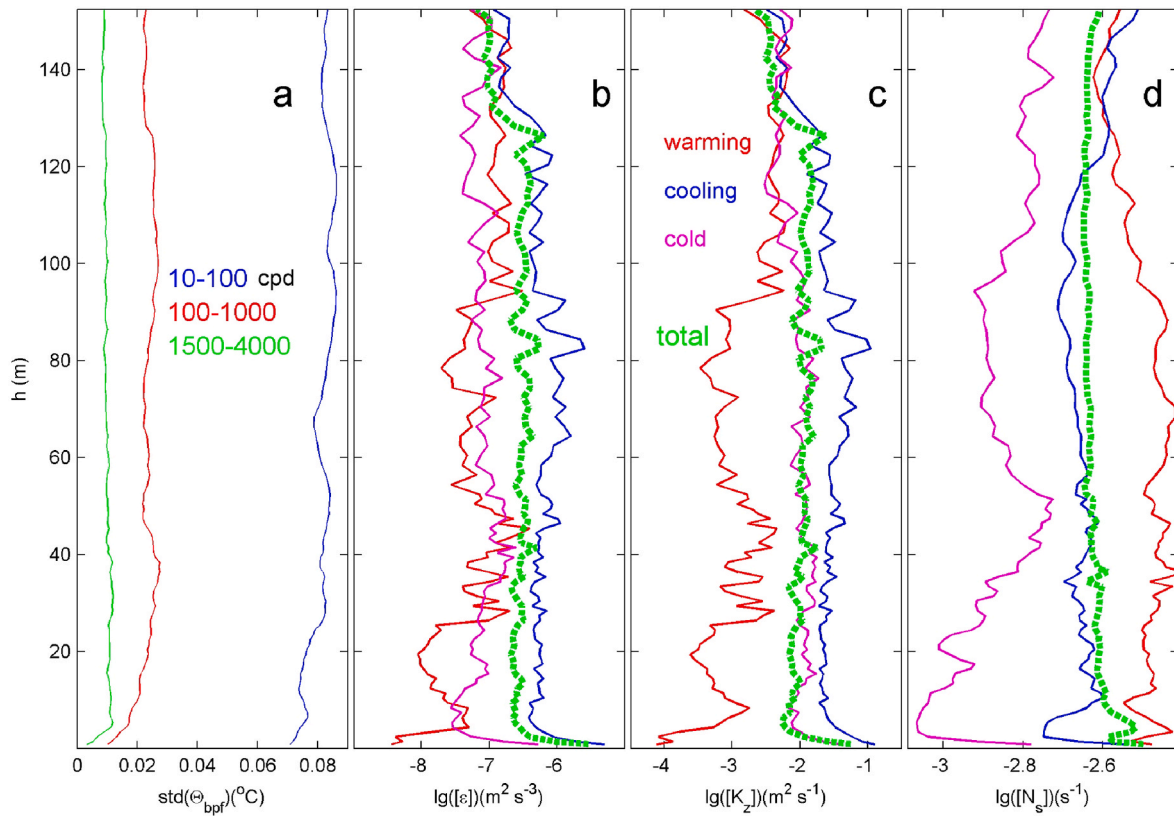 a
b
c
d
140
120
100
80
60
40
20
h (m)
10-100 cpd
100-1000
1500-4000
warming
cooling
cold
total
0 0.02 0.04 0.06 0.08
-8 -7 -6
-4 -3 -2 -1
-3 -2.8 -2.6
std(Θbpf)(°C)
lg([ε])(m² s⁻³)
lg([Kz])(m² s⁻¹)
lg([Ns])(s⁻¹)